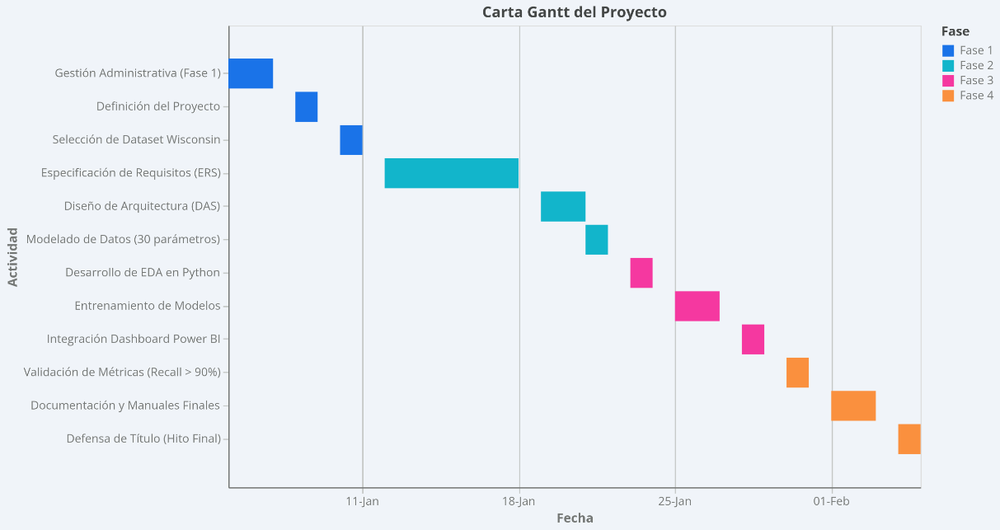 Carta Gantt del Proyecto
Fase
Fase 1
Fase 2
Fase 3
Fase 4
Actividad
Gestión Administrativa (Fase 1)
Definición del Proyecto
Selección de Dataset Wisconsin
Especificación de Requisitos (ERS)
Diseño de Arquitectura (DAS)
Modelado de Datos (30 parámetros)
Desarrollo de EDA en Python
Entrenamiento de Modelos
Integración Dashboard Power BI
Validación de Métricas (Recall > 90%)
Documentación y Manuales Finales
Defensa de Título (Hito Final)
11-Jan
18-Jan
25-Jan
01-Feb
Fecha